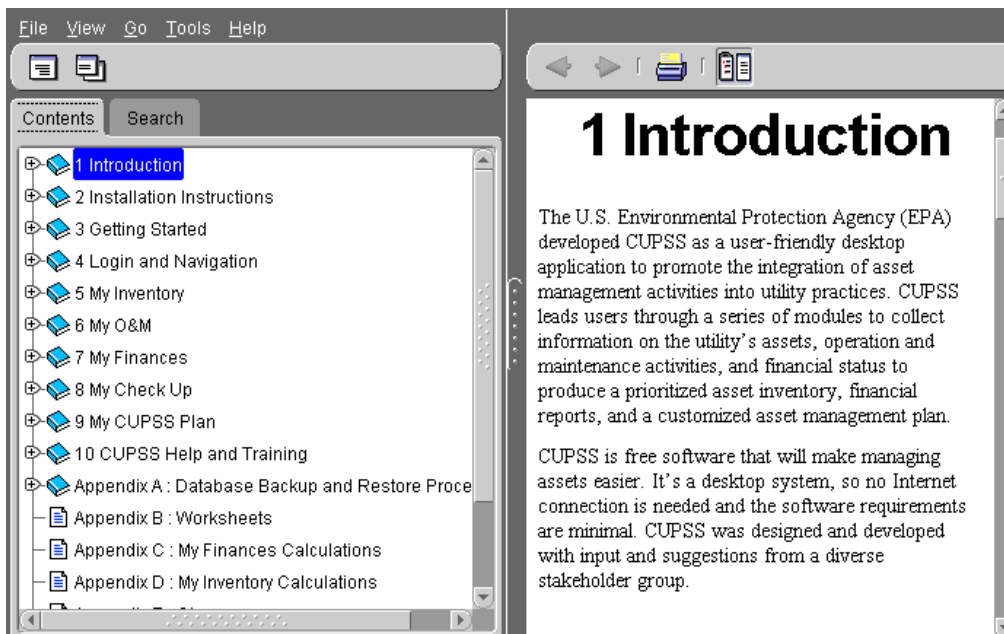 File View Go Tools Help
Contents Search
1 Introduction
2 Installation Instructions
3 Getting Started
4 Login and Navigation
5 My Inventory
6 My O&M
7 My Finances
8 My Check Up
9 My CUPSS Plan
10 CUPSS Help and Training
Appendix A : Database Backup and Restore Proce
Appendix B : Worksheets
Appendix C : My Finances Calculations
Appendix D : My Inventory Calculations
1 Introduction
The U.S. Environmental Protection Agency (EPA)
developed CUPSS as a user-friendly desktop
application to promote the integration of asset
management activities into utility practices. CUPSS
leads users through a series of modules to collect
information on the utility's assets, operation and
maintenance activities, and financial status to
produce a prioritized asset inventory, financial
reports, and a customized asset management plan.
CUPSS is free software that will make managing
assets easier. It's a desktop system, so no Internet
connection is needed and the software requirements
are minimal. CUPSS was designed and developed
with input and suggestions from a diverse
stakeholder group.